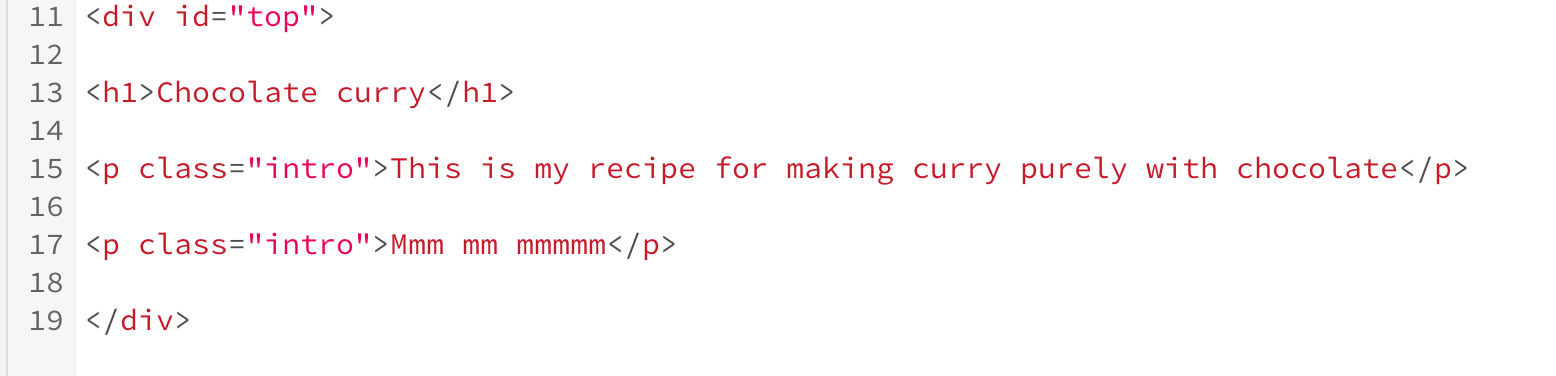 11 <div id="top">
12
13 <h1>Chocolate curry</h1>
14
15 <p class="intro">This is my recipe for making curry purely with chocolate</p>
16
17 <p class="intro">Mmm mm mmmmm</p>
18
19 </div>